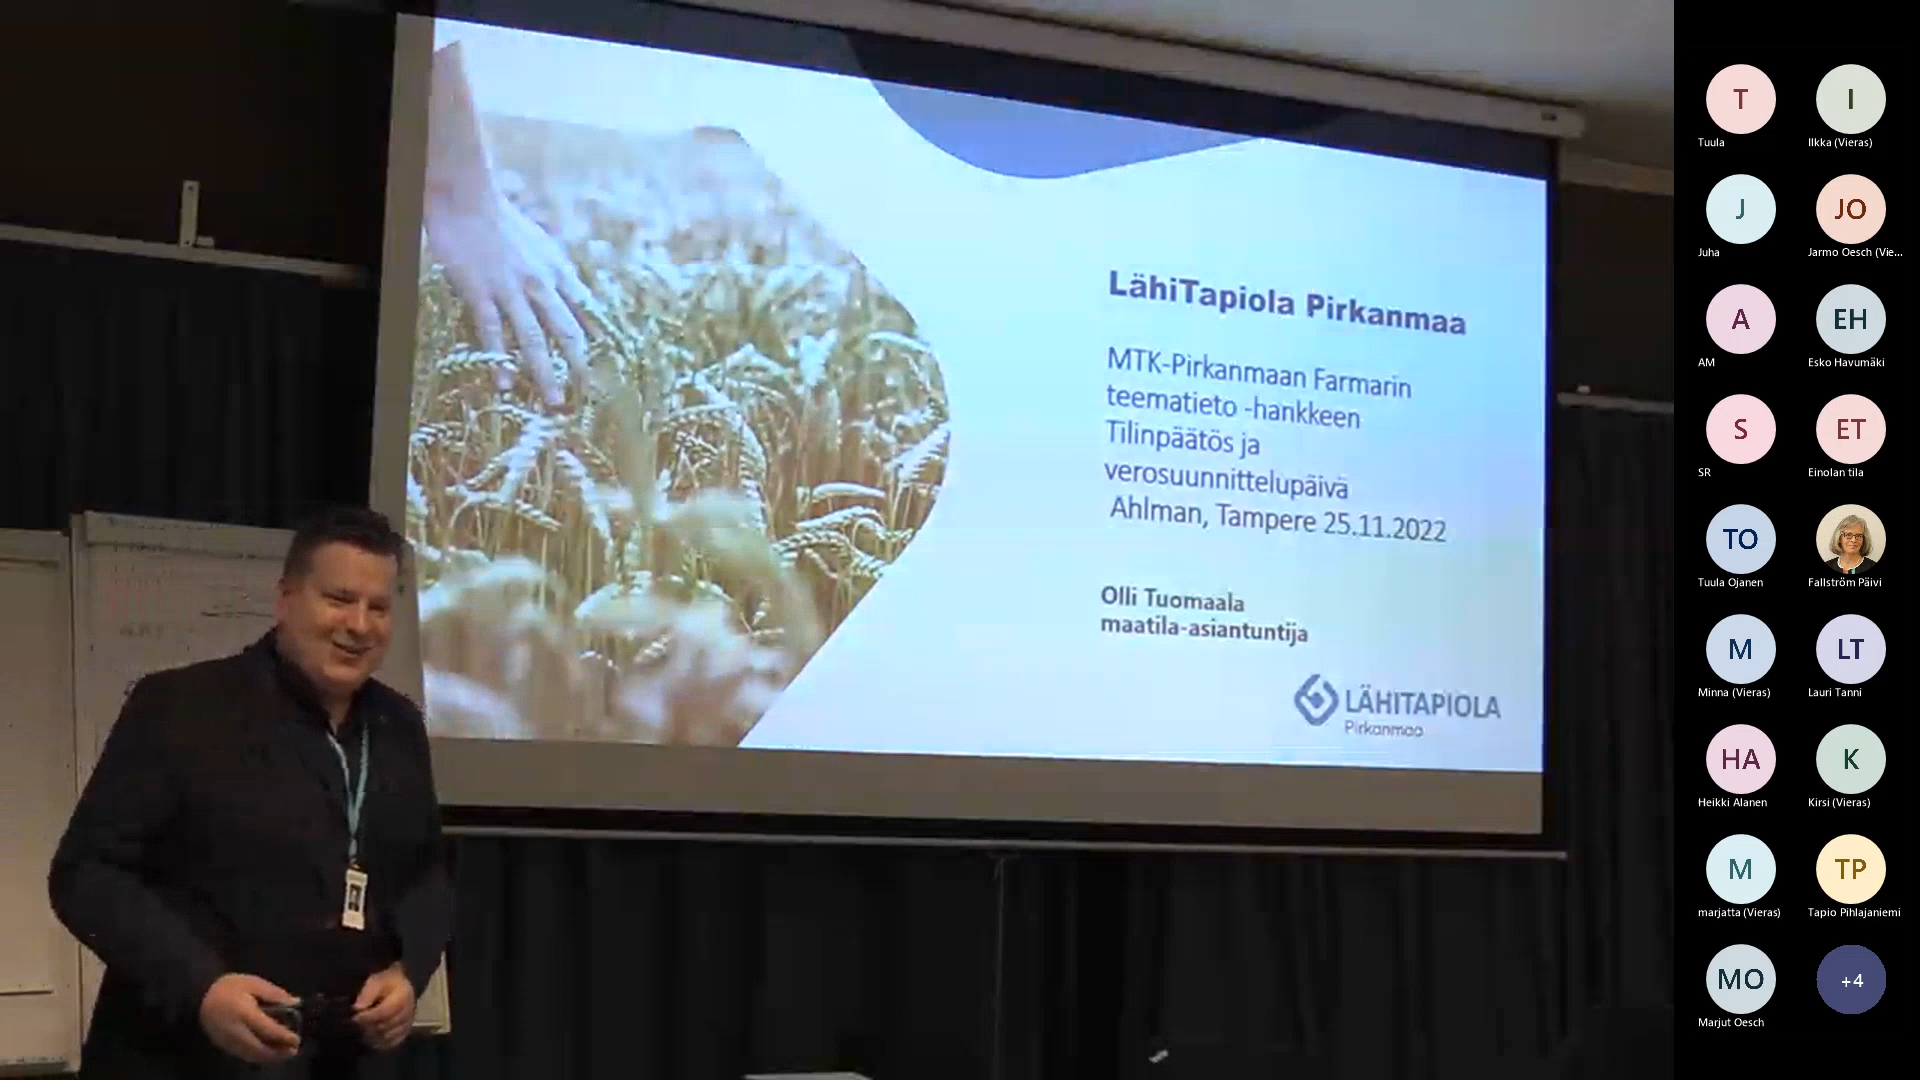 LähiTapiola Pirkanmaa
MTK-Pirkanmaan Farmarin
teematieto -hankkeen
Tilinpäätös ja
verosuunnittelupäivä
Ahlman, Tampere 25.11.2022
Olli Tuomaala
maatila-asiantuntija
LÄHITAPIOLA
Pirkanmaa
T
Tuula
I
Ilkka (Vieras)
J
Juha
JO
Jarmo Oesch (Vie...
A
AM
EH
Esko Havumäki
S
SR
ET
Einolan tila
TO
Tuula Ojanen
Fallström Päivi
M
Minna (Vieras)
LT
Lauri Tanni
HA
Heikki Alanen
K
Kirsi (Vieras)
M
marjatta (Vieras)
TP
Tapio Pihlajaniemi
MO
Marjut Oesch
+4